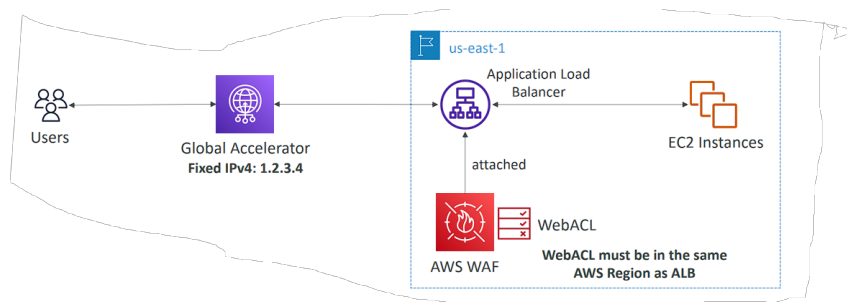 us-east-1
Application Load
Balancer
Users
Global Accelerator
Fixed IPv4: 1.2.3.4
EC2 Instances
attached
WebACL
AWS WAF
WebACL must be in the same
AWS Region as ALB